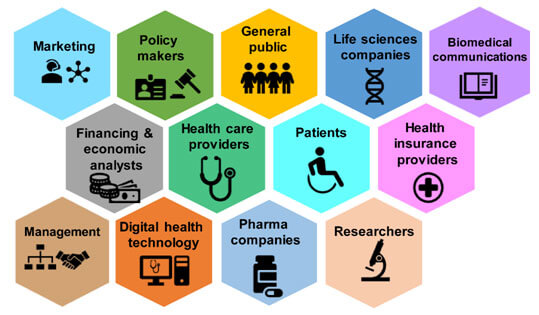 Marketing
Policy
makers
General
public
Life sciences
companies
Biomedical
communications
Financing &
economic
analysts
Health care
providers
Patients
Health
insurance
providers
Management
Digital health
technology
Pharma
companies
Researchers